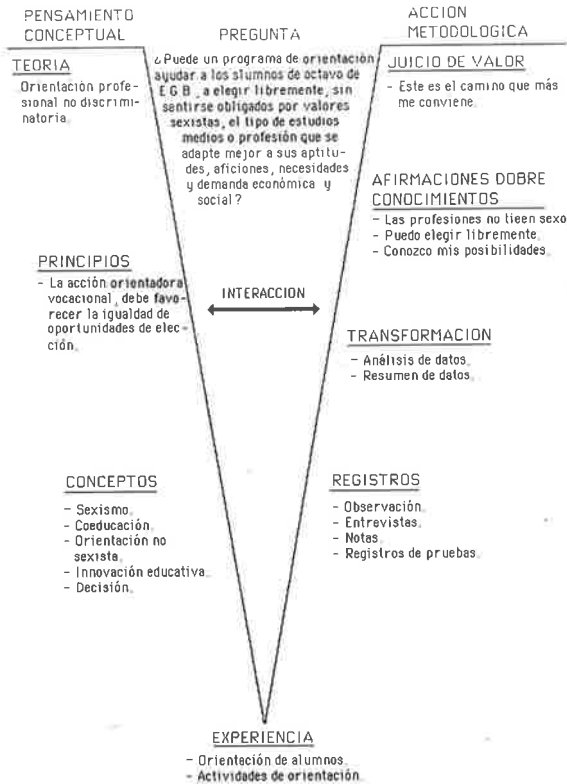 PENSAMIENTO
CONCEPTUAL
PREGUNTA
ACCION
METODOLOGICA
TEORIA
Orientación profe-
sional no discrimi-
natoria.
¿Puede un programa de orientación
ayudar a los slumnos de octavo de
E G B , a elegir libremente, sin
sentirse obligados por valores
sexistas, el tipo de estudios
medios o profesión que se
adapte mejor a sus aptitu-
des, aficiones, necesidades
y demanda económica y
social?
JUICIO DE VALOR
- Este es el camino que más
me conviene.
AFIRMACIONES DOBRE
CONOCIMIENTOS
- Las profesiones no tieen sexo
- Puedo elegir libremente.
- Conozco mis posibilidades.
PRINCIPIOS
- La acción orientadora
vocacional, debe favo-
recer la igualdad de
oportunidades de elec-
ción.
INTERACCION
TRANSFORMACION
- Análisis de datos.
- Resumen de datos.
CONCEPTOS
- Sexismo.
- Coeducación.
- Orientación no
sexista.
- Innovación educativa.
- Decisión.
REGISTROS
- Observación.
- Entrevistas.
- Notas.
- Registros de pruebas.
EXPERIENCIA
- Orientación de alumnos.
- Actividades de orientación.